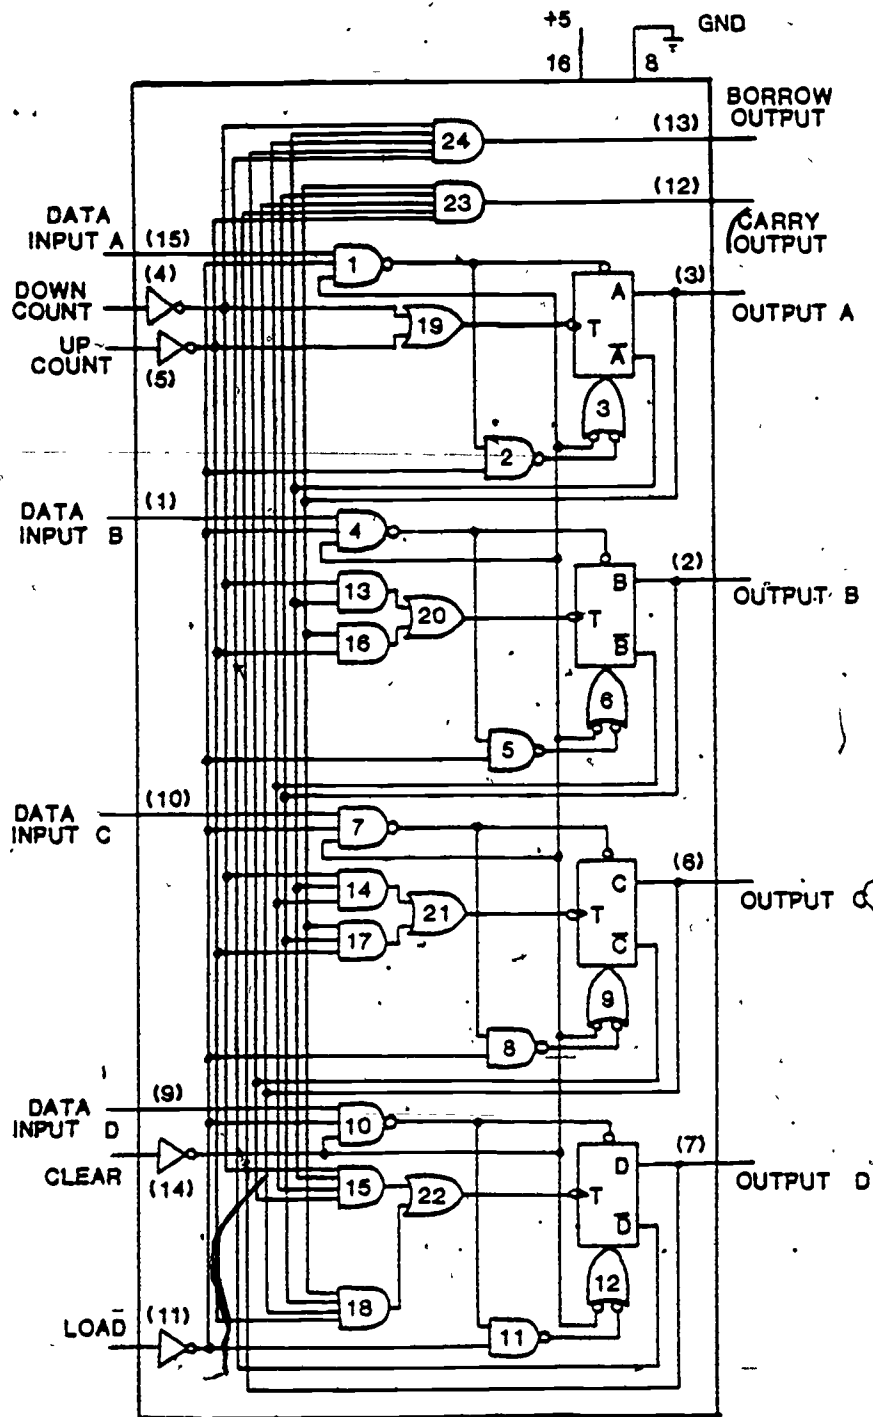 +5 GND
16 8
BORROW
OUTPUT
(13)
24
(12)
CARRY
OUTPUT
23
DATA
INPUT A
(15)
1
(4)
DOWN
COUNT
UP
COUNT
(5)
19
T
A
A̅
(3)
OUTPUT A
3
2
DATA
INPUT B
(1)
4
13
16
20
T
B
B̅
(2)
OUTPUT B
6
5
DATA
INPUT C
(10)
7
14
17
21
T
C
C̅
(6)
OUTPUT C
9
8
DATA
INPUT D
(9)
10
CLEAR
(14)
15
22
T
D
D̅
(7)
OUTPUT D
12
18
11
LOAD̅
(11)